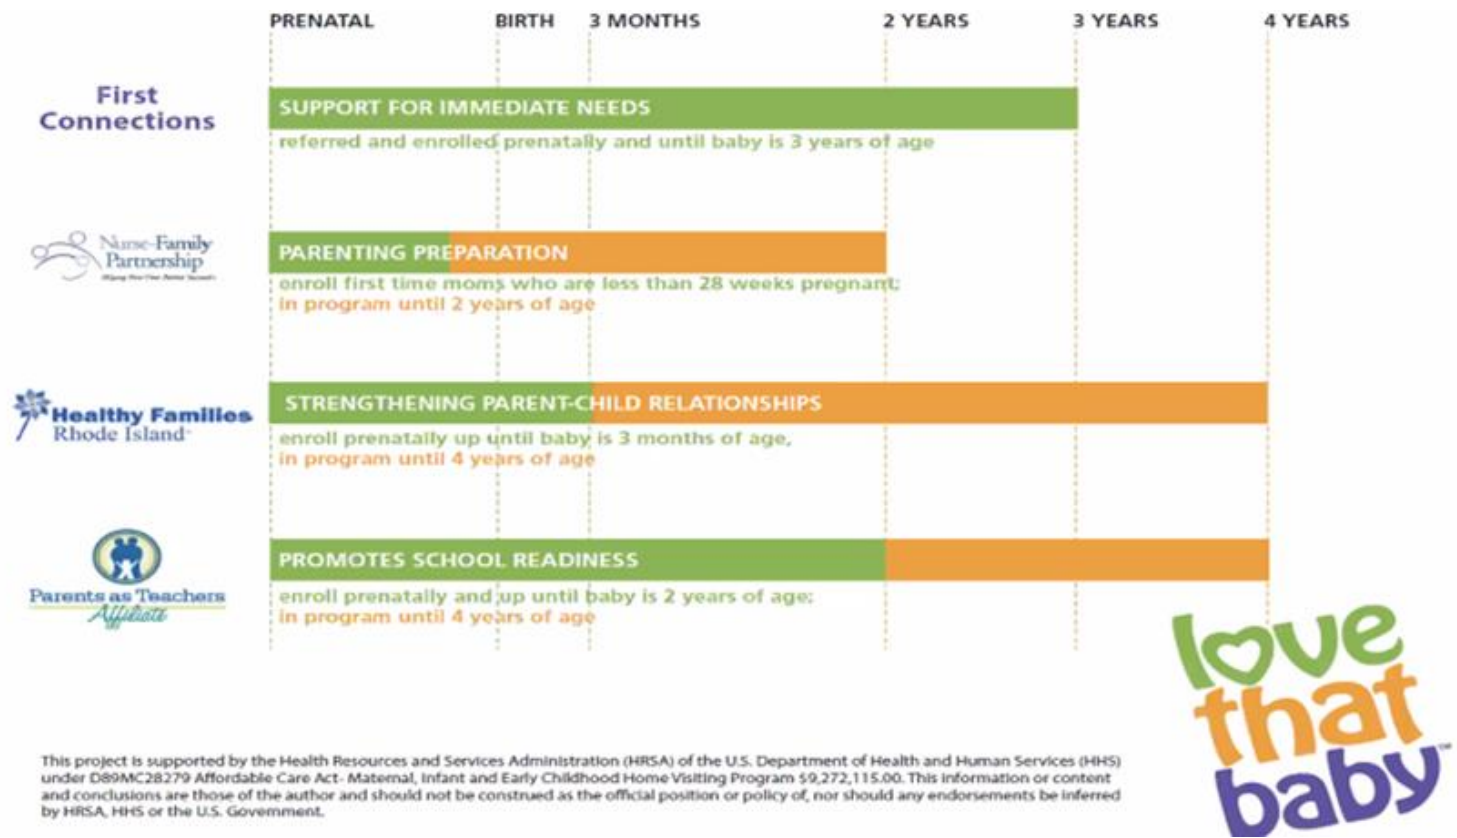 PRENATAL BIRTH 3 MONTHS 2 YEARS 3 YEARS 4 YEARS
First
Connections
SUPPORT FOR IMMEDIATE NEEDS
referred and enrolled prenatally and until baby is 3 years of age
Nurse-Family
Partnership
PARENTING PREPARATION
enroll first time moms who are less than 28 weeks pregnant;
in program until 2 years of age
Healthy Families
Rhode Island
STRENGTHENING PARENT-CHILD RELATIONSHIPS
enroll prenatally up until baby is 3 months of age,
in program until 4 years of age
Parents as Teachers
Affiliate
PROMOTES SCHOOL READINESS
enroll prenatally and up until baby is 2 years of age;
in program until 4 years of age
love
that
baby™
This project is supported by the Health Resources and Services Administration (HRSA) of the U.S. Department of Health and Human Services (HHS)
under D89MC28279 Affordable Care Act- Maternal, Infant and Early Childhood Home Visiting Program $9,272,115.00. This information or content
and conclusions are those of the author and should not be construed as the official position or policy of, nor should any endorsements be inferred
by HRSA, HHS or the U.S. Government.